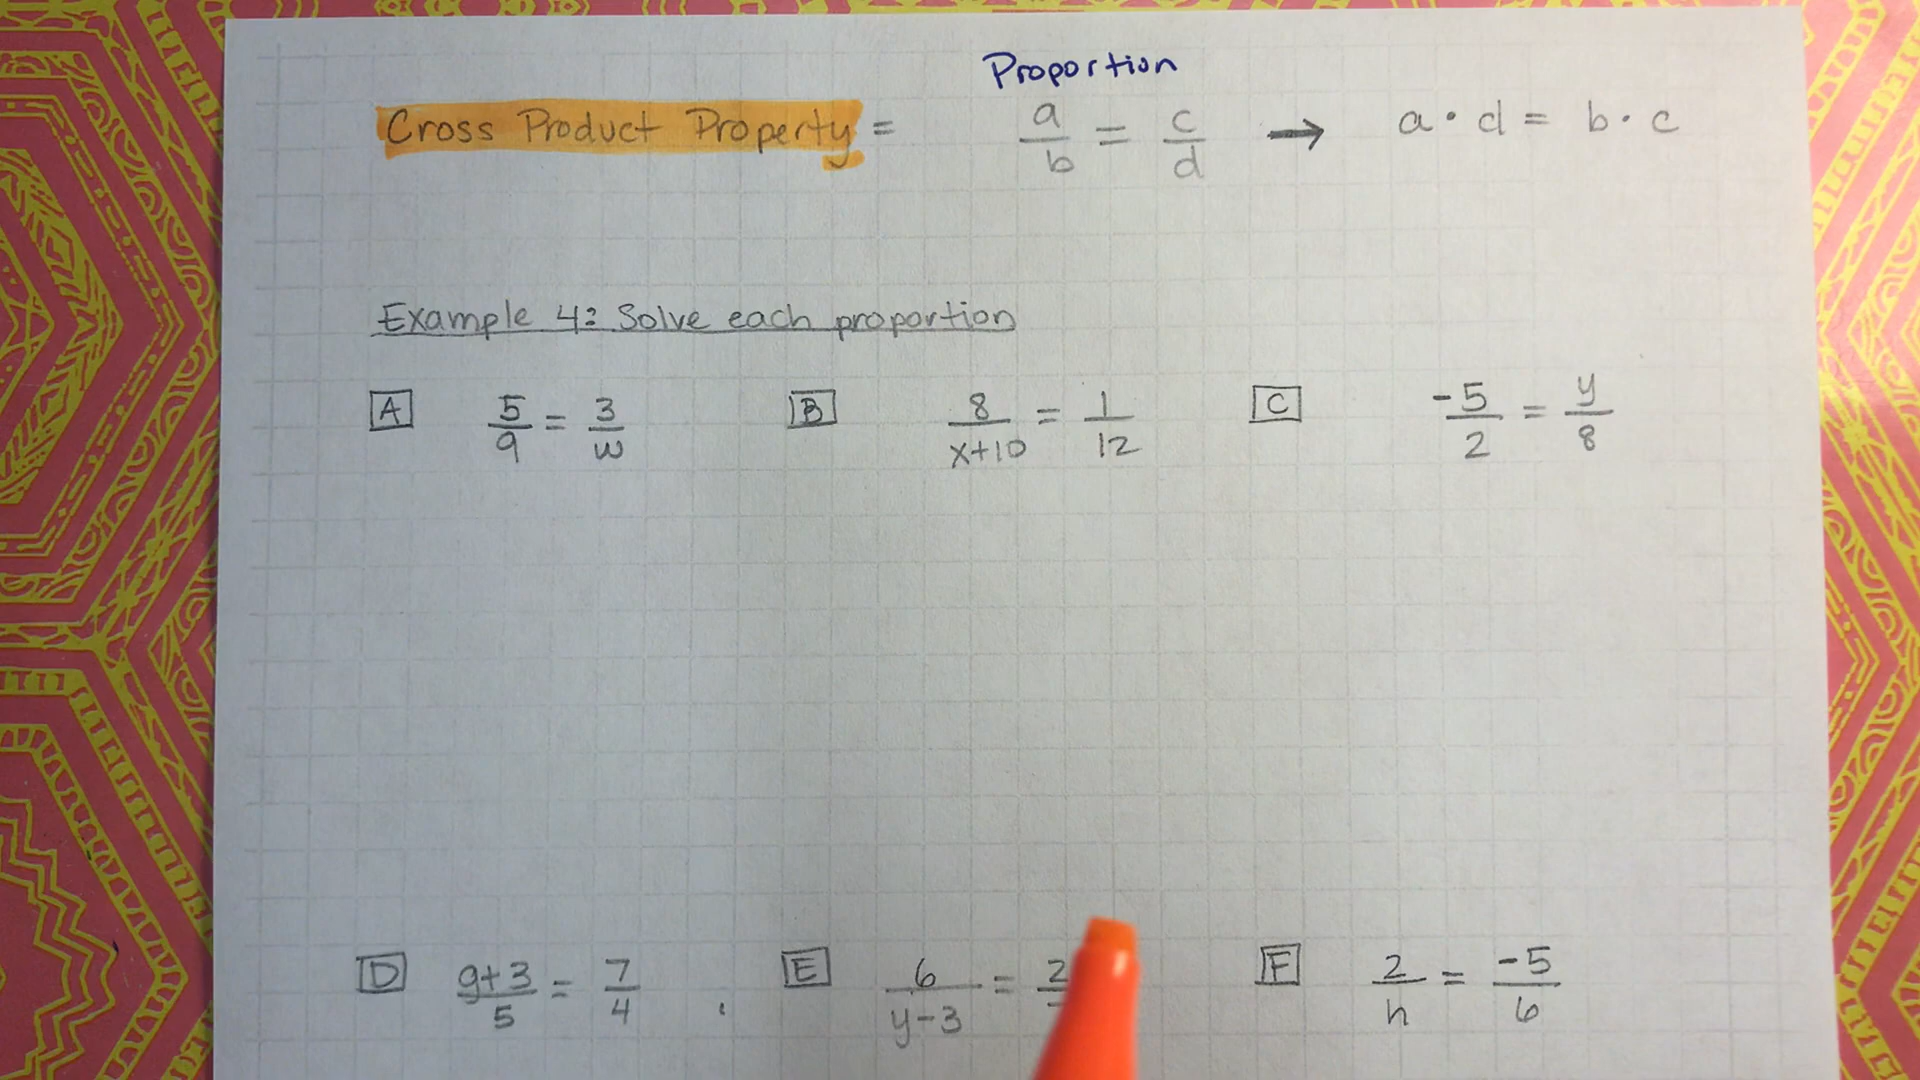 Proportion
Cross Product Property = a/b = c/d → a · d = b · c
Example 4: Solve each proportion
A 5/9 = 3/w B 8/x+10 = 1/12 C -5/2 = y/8
D g+3/5 = 7/4 E 6/y-3 = 2 F 2/h = -5/6